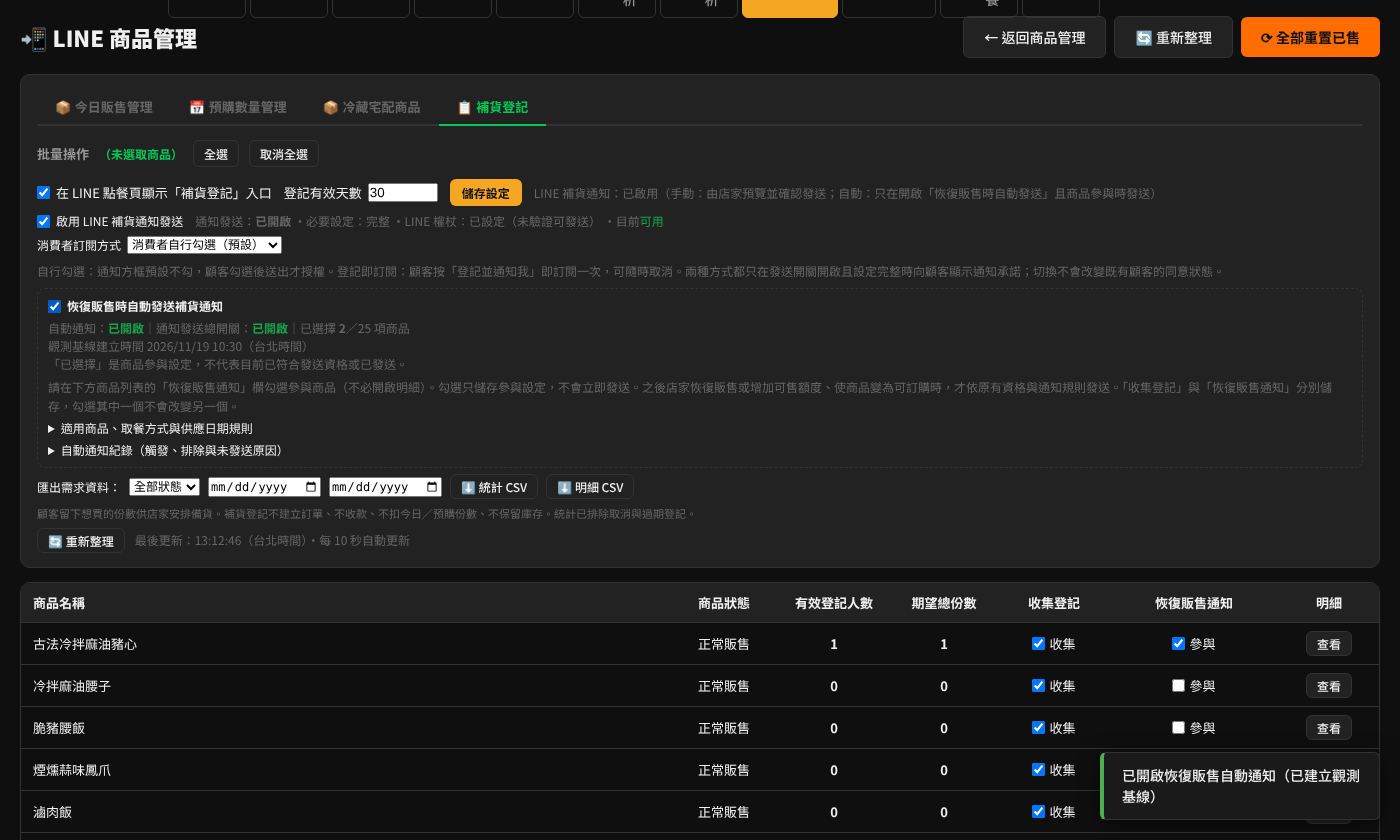 析
析
餐
LINE 商品管理
← 返回商品管理
重新整理
⟳ 全部重置已售
今日販售管理
預購數量管理
冷藏宅配商品
補貨登記
批量操作 (未選取商品) 全選 取消全選
在 LINE 點餐頁顯示「補貨登記」入口 登記有效天數 30 儲存設定 LINE 補貨通知：已啟用（手動：由店家預覽並確認發送；自動：只在開啟「恢復販售時自動發送」且商品參與時發送）
啟用 LINE 補貨通知發送 通知發送：已開啟・必要設定：完整・LINE 權杖：已設定（未驗證可發送）・目前可用
消費者訂閱方式 消費者自行勾選（預設）
自行勾選：通知方框預設不勾，顧客勾選後送出才授權。登記即訂閱：顧客按「登記並通知我」即訂閱一次，可隨時取消。兩種方式都只在發送開關開啟且設定完整時向顧客顯示通知承諾；切換不會改變既有顧客的同意狀態。
恢復販售時自動發送補貨通知
自動通知：已開啟｜通知發送總開關：已開啟｜已選擇 2／25 項商品
觀測基線建立時間 2026/11/19 10:30（台北時間）
「已選擇」是商品參與設定，不代表目前已符合發送資格或已發送。
請在下方商品列表的「恢復販售通知」欄勾選參與商品（不必開啟明細）。勾選只儲存參與設定，不會立即發送。之後店家恢復販售或增加可售額度、使商品變為可訂購時，才依原有資格與通知規則發送。「收集登記」與「恢復販售通知」分別儲
存，勾選其中一個不會改變另一個。
▶ 適用商品、取餐方式與供應日期規則
▶ 自動通知紀錄（觸發、排除與未發送原因）
匯出需求資料： 全部狀態 mm/dd/yyyy mm/dd/yyyy 統計 CSV 明細 CSV
顧客留下想買的份數供店家安排備貨。補貨登記不建立訂單、不收款、不扣今日／預購份數、不保留庫存。統計已排除取消與過期登記。
重新整理 最後更新：13:12:46（台北時間）・每 10 秒自動更新
商品名稱 商品狀態 有效登記人數 期望總份數 收集登記 恢復販售通知 明細
古法冷拌麻油豬心 正常販售 1 1 收集 參與 查看
冷拌麻油腰子 正常販售 0 0 收集 參與 查看
脆豬腰飯 正常販售 0 0 收集 參與 查看
煙燻蒜味鳳爪 正常販售 0 0 收集
滷肉飯 正常販售 0 0 收集
已開啟恢復販售自動通知（已建立觀測
基線）